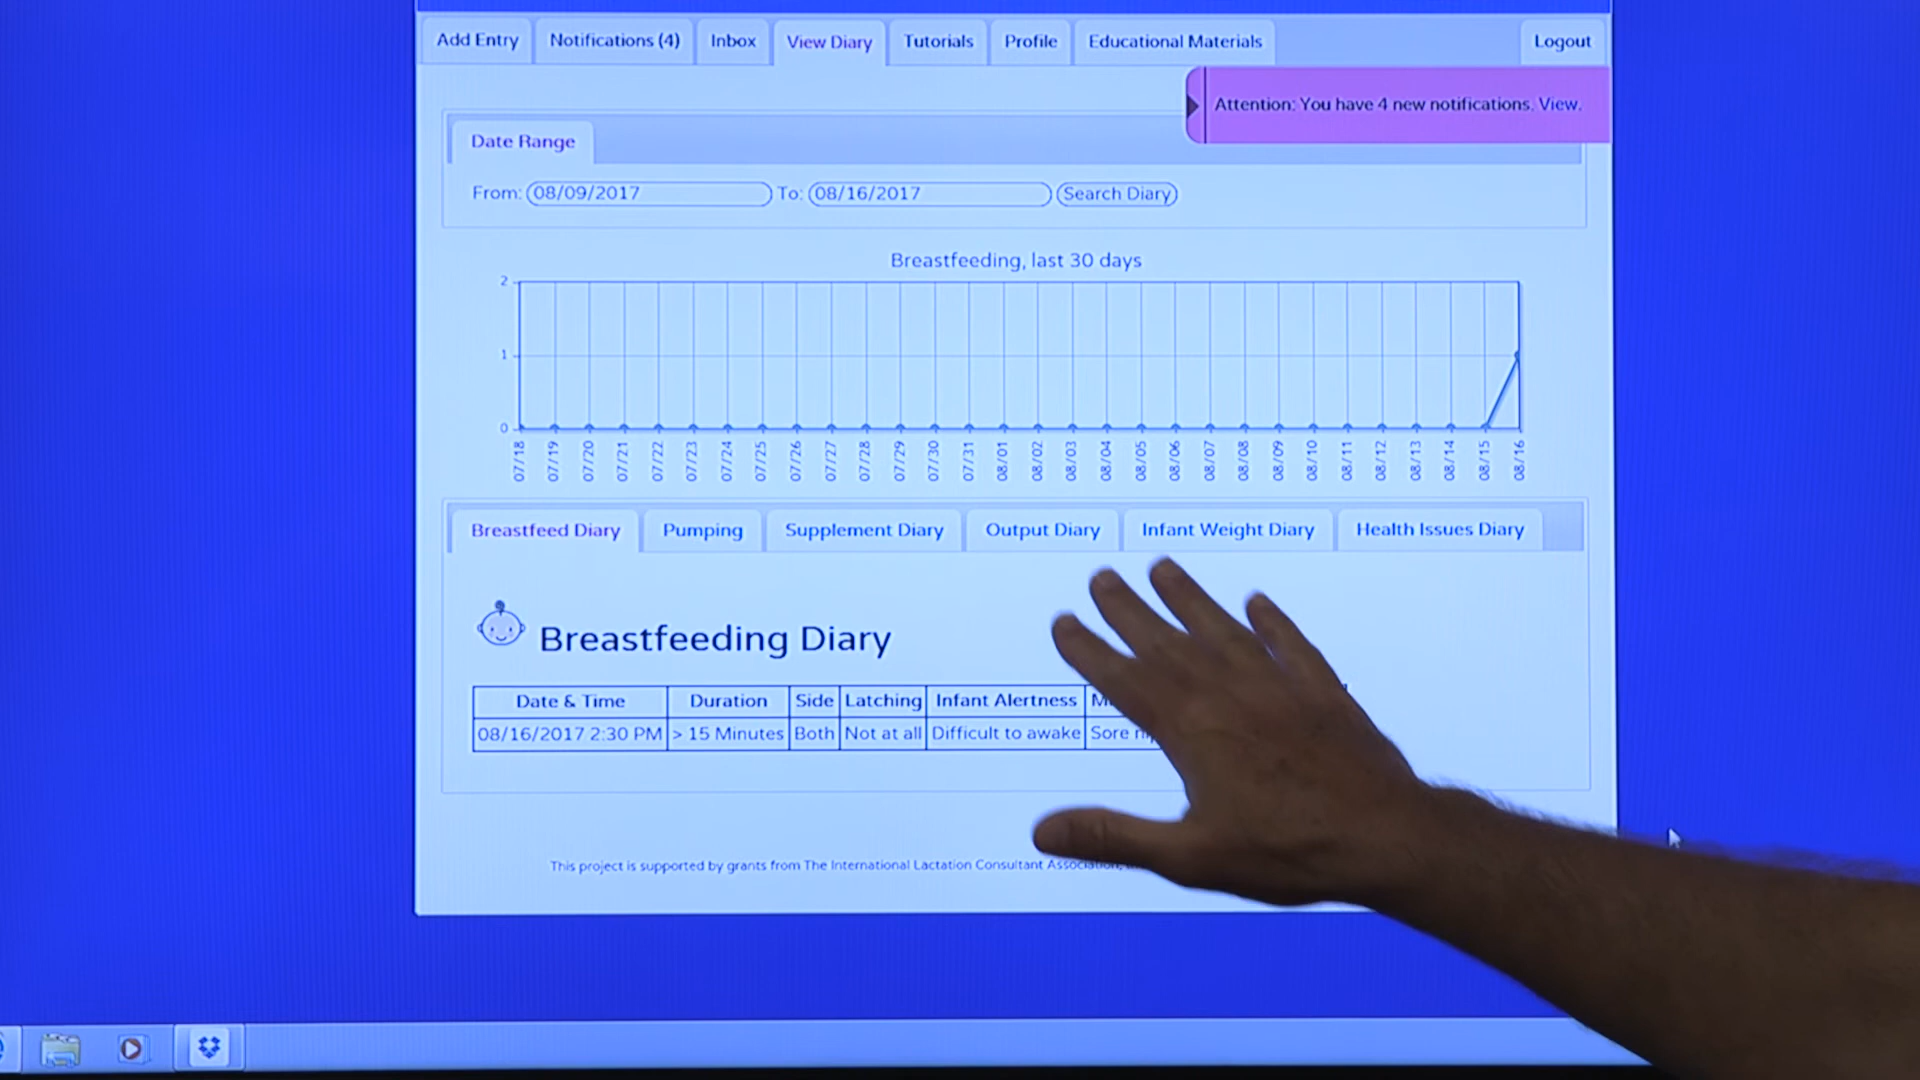 Add Entry Notifications (4) Inbox View Diary Tutorials Profile Educational Materials Logout
Attention: You have 4 new notifications. View.
Date Range
From: 08/09/2017 To: 08/16/2017 Search Diary
Breastfeeding, last 30 days
2
1
0
07/18 07/19 07/20 07/21 07/22 07/23 07/24 07/25 07/26 07/27 07/28 07/29 07/30 07/31 08/01 08/02 08/03 08/04 08/05 08/06 08/07 08/08 08/09 08/10 08/11 08/12 08/13 08/14 08/15 08/16
Breastfeed Diary Pumping Supplement Diary Output Diary Infant Weight Diary Health Issues Diary
Breastfeeding Diary
Date & Time Duration Side Latching Infant Alertness
08/16/2017 2:30 PM > 15 Minutes Both Not at all Difficult to awake Sore
This project is supported by grants from The International Lactation Consultant Association,